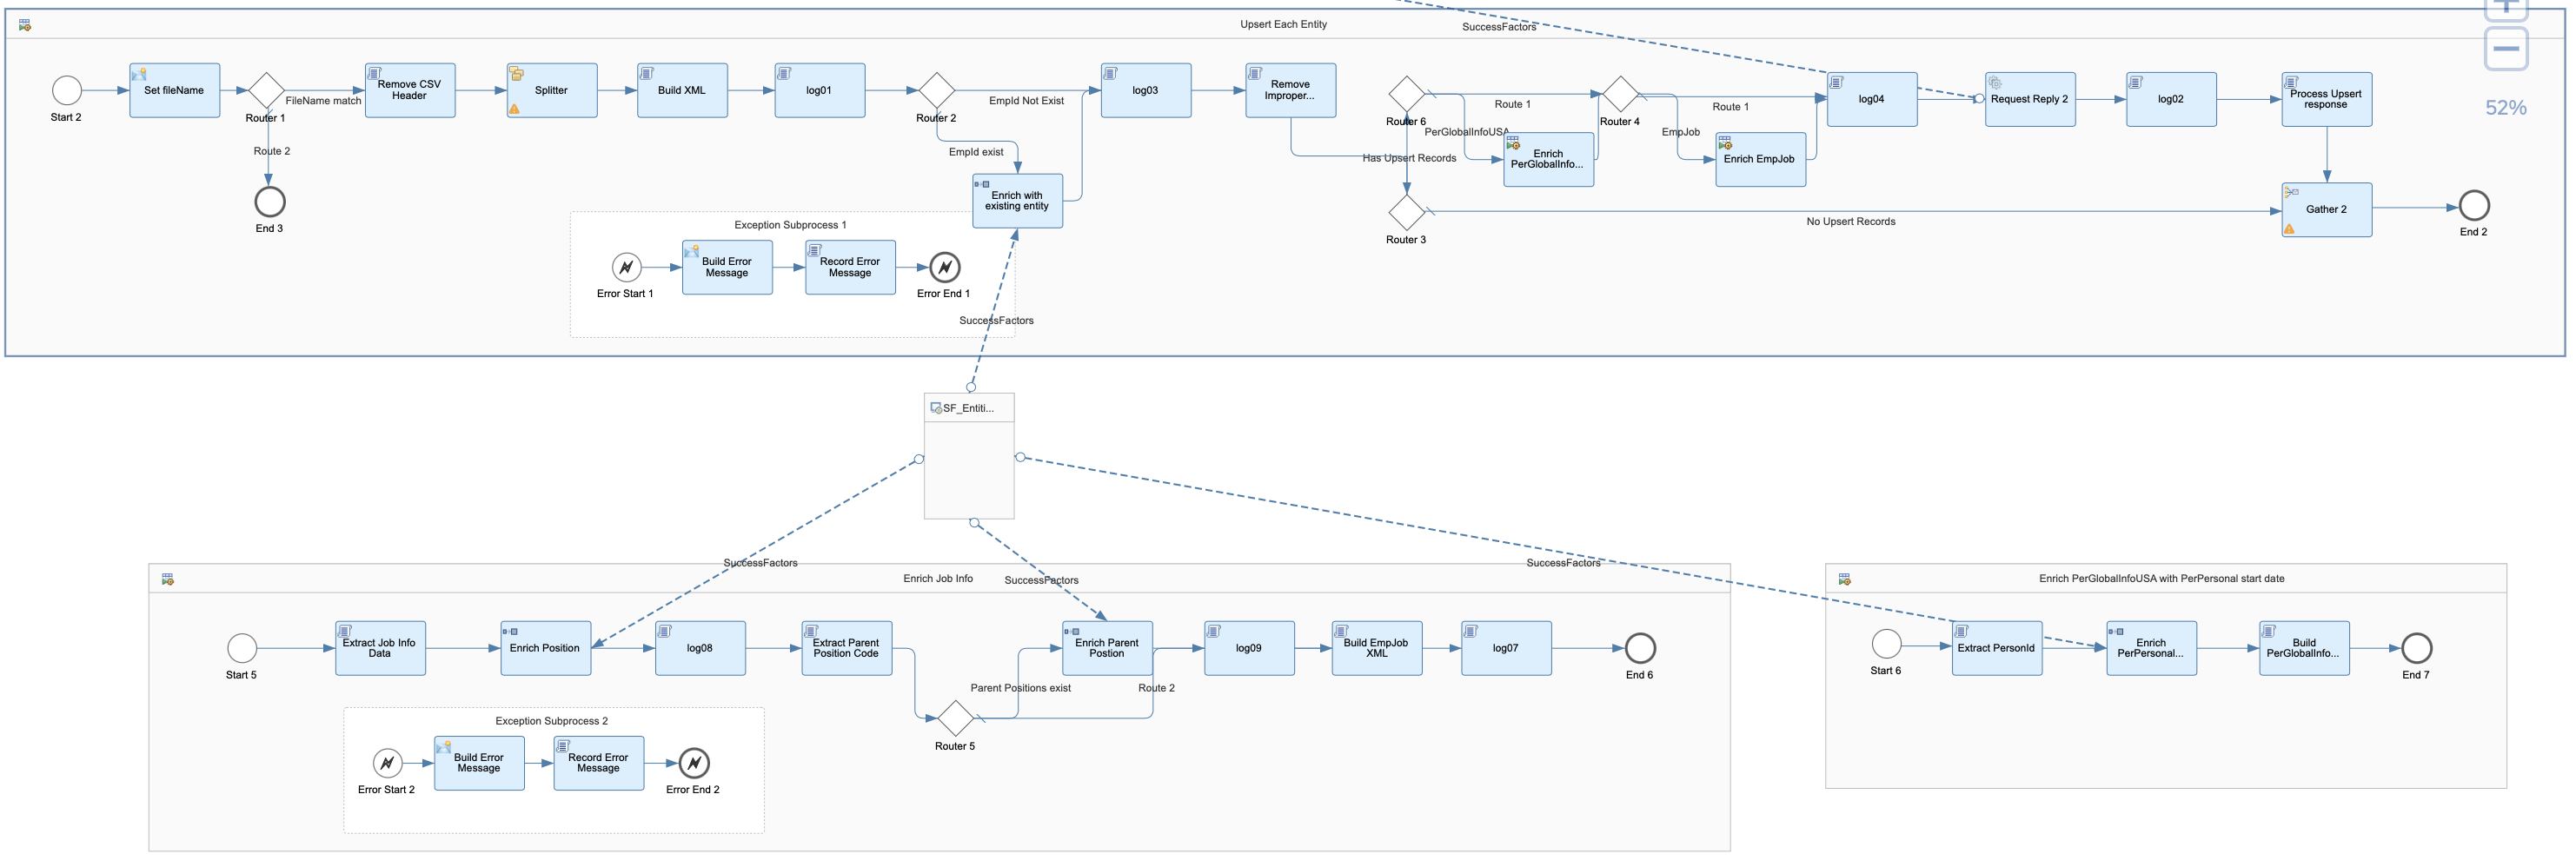 Upsert Each Entity
SuccessFactors
Start 2
Set fileName
Router 1
FileName match
Route 2
End 3
Remove CSV
Header
Splitter
Build XML
log01
Router 2
EmpId Not Exist
EmpId exist
Enrich with
existing entity
log03
Remove
Improper...
Has Upsert Records
Router 6
Route 1
PerGlobalInfoUSA
Enrich
PerGlobalInfo...
Router 4
Route 1
EmpJob
Enrich EmpJob
log04
Request Reply 2
log02
Process Upsert
response
Router 3
No Upsert Records
Gather 2
End 2
52%
Exception Subprocess 1
Error Start 1
Build Error
Message
Record Error
Message
Error End 1
SuccessFactors
SF_Entiti...
SuccessFactors
SuccessFactors
SuccessFactors
Enrich Job Info
Start 5
Extract Job Info
Data
Enrich Position
log08
Extract Parent
Position Code
Router 5
Parent Positions exist
Route 2
Enrich Parent
Postion
log09
Build EmpJob
XML
log07
End 6
Exception Subprocess 2
Error Start 2
Build Error
Message
Record Error
Message
Error End 2
Enrich PerGlobalInfoUSA with PerPersonal start date
Start 6
Extract PersonId
Enrich
PerPersonal...
Build
PerGlobalInfo...
End 7